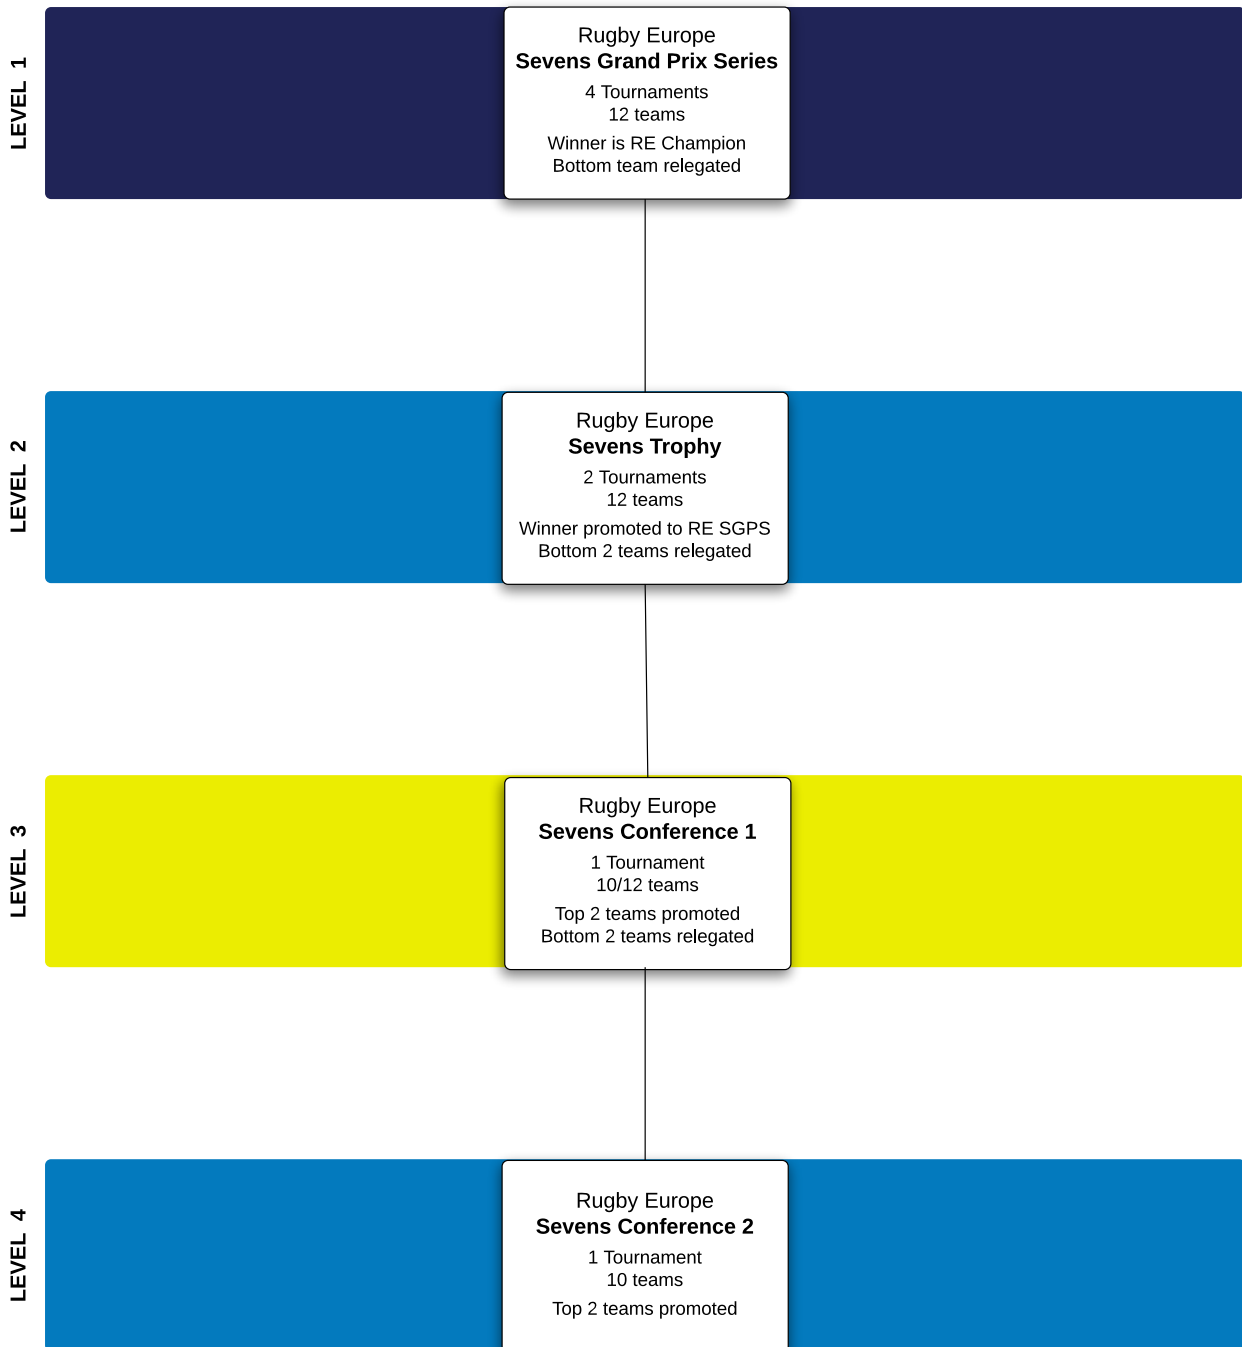 LEVEL 1
Rugby Europe
Sevens Grand Prix Series
4 Tournaments
12 teams
Winner is RE Champion
Bottom team relegated
LEVEL 2
Rugby Europe
Sevens Trophy
2 Tournaments
12 teams
Winner promoted to RE SGPS
Bottom 2 teams relegated
LEVEL 3
Rugby Europe
Sevens Conference 1
1 Tournament
10/12 teams
Top 2 teams promoted
Bottom 2 teams relegated
LEVEL 4
Rugby Europe
Sevens Conference 2
1 Tournament
10 teams
Top 2 teams promoted